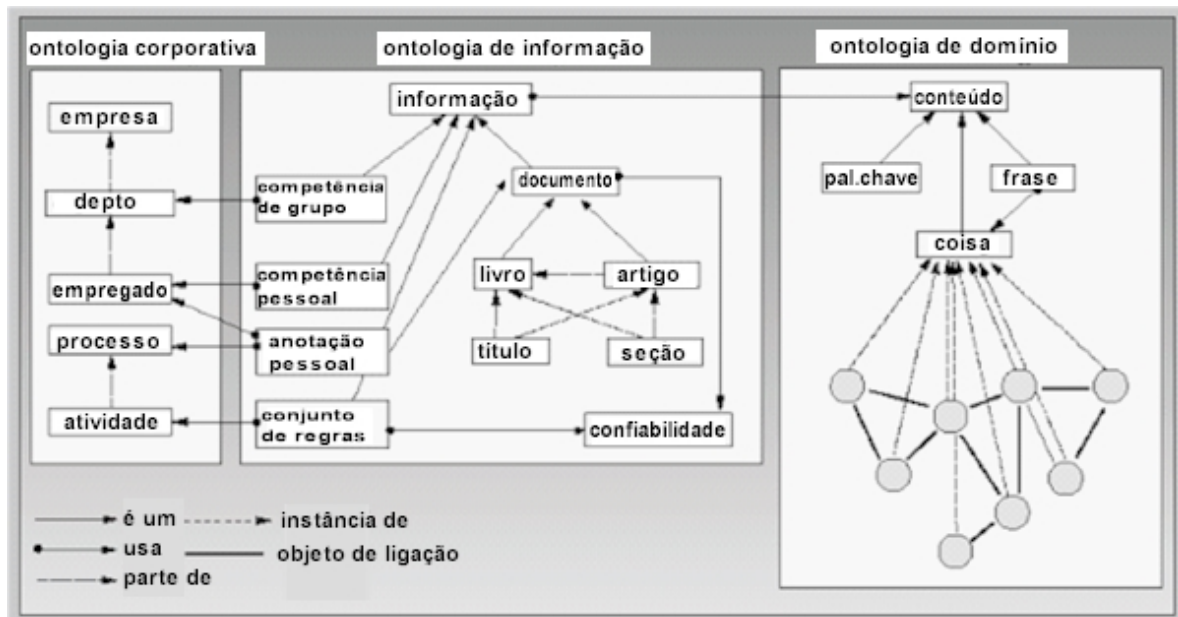 ontologia corporativa
empresa
depto
empregado
processo
atividade
ontologia de informação
informação
competência
de grupo
competência
pessoal
anotação
pessoal
conjunto
de regras
documento
livro
artigo
titulo
seção
confiabilidade
ontologia de domínio
conteúdo
pal.chave
frase
coisa
é um
instância de
usa
objeto de ligação
parte de